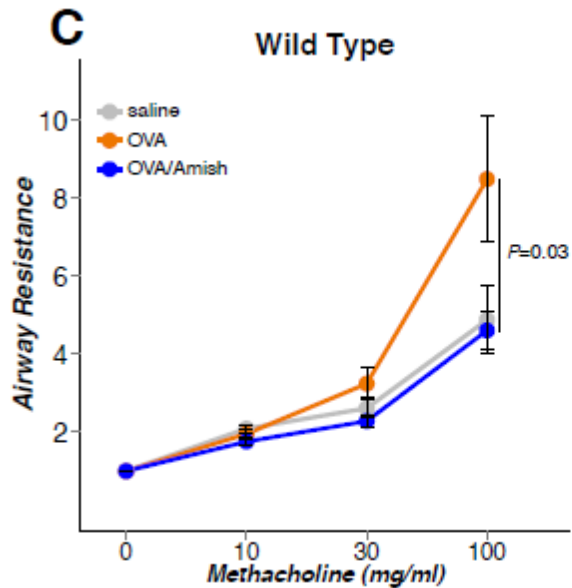 C
Wild Type
saline
OVA
OVA/Amish
10
8
6
4
2
Airway Resistance
P=0.03
0 10 30 100
Methacholine (mg/ml)